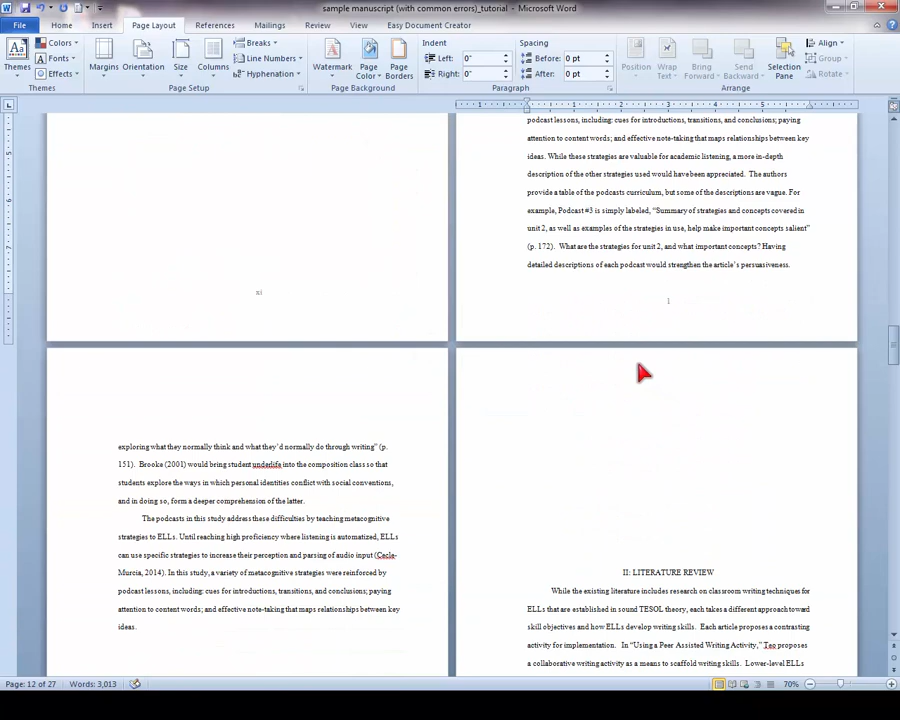 sample manuscript (with common errors)_tutorial - Microsoft Word
File Home Insert Page Layout References Mailings Review View Easy Document Creator
Themes Colors Fonts Effects
Margins Orientation Size Columns Breaks Line Numbers Hyphenation
Watermark Page Color Page Borders
Indent Spacing
Left: 0" Before: 0 pt
Right: 0" After: 0 pt
Position Wrap Text Bring Forward Send Backward Selection Pane Align Group Rotate
Themes Page Setup Page Background Paragraph Arrange
xi
podcast lessons, including: cues for introductions, transitions, and conclusions; paying
attention to content words; and effective note-taking that maps relationships between key
ideas. While these strategies are valuable for academic listening, a more in-depth
description of the other strategies used would have been appreciated. The authors
provide a table of the podcasts curriculum, but some of the descriptions are vague. For
example, Podcast #3 is simply labeled, “Summary of strategies and concepts covered in
unit 2, as well as examples of the strategies in use, help make important concepts salient”
(p. 172). What are the strategies for unit 2, and what important concepts? Having
detailed descriptions of each podcast would strengthen the article’s persuasiveness.
1
exploring what they normally think and what they’d normally do through writing” (p.
151). Brooke (2001) would bring student underlife into the composition class so that
students explore the ways in which personal identities conflict with social conventions,
and in doing so, form a deeper comprehension of the latter.
The podcasts in this study address these difficulties by teaching metacognitive
strategies to ELLs. Until reaching high proficiency where listening is automatized, ELLs
can use specific strategies to increase their perception and parsing of audio input (Cecla-
Murcia, 2014). In this study, a variety of metacognitive strategies were reinforced by
podcast lessons, including: cues for introductions, transitions, and conclusions; paying
attention to content words; and effective note-taking that maps relationships between key
ideas.
II: LITERATURE REVIEW
While the existing literature includes research on classroom writing techniques for
ELLs that are established in sound TESOL theory, each takes a different approach toward
skill objectives and how ELLs develop writing skills. Each article proposes a contrasting
activity for implementation. In “Using a Peer Assisted Writing Activity,” Teo proposes
a collaborative writing activity as a means to scaffold writing skills. Lower-level ELLs
Page: 12 of 27 Words: 3,013 70%